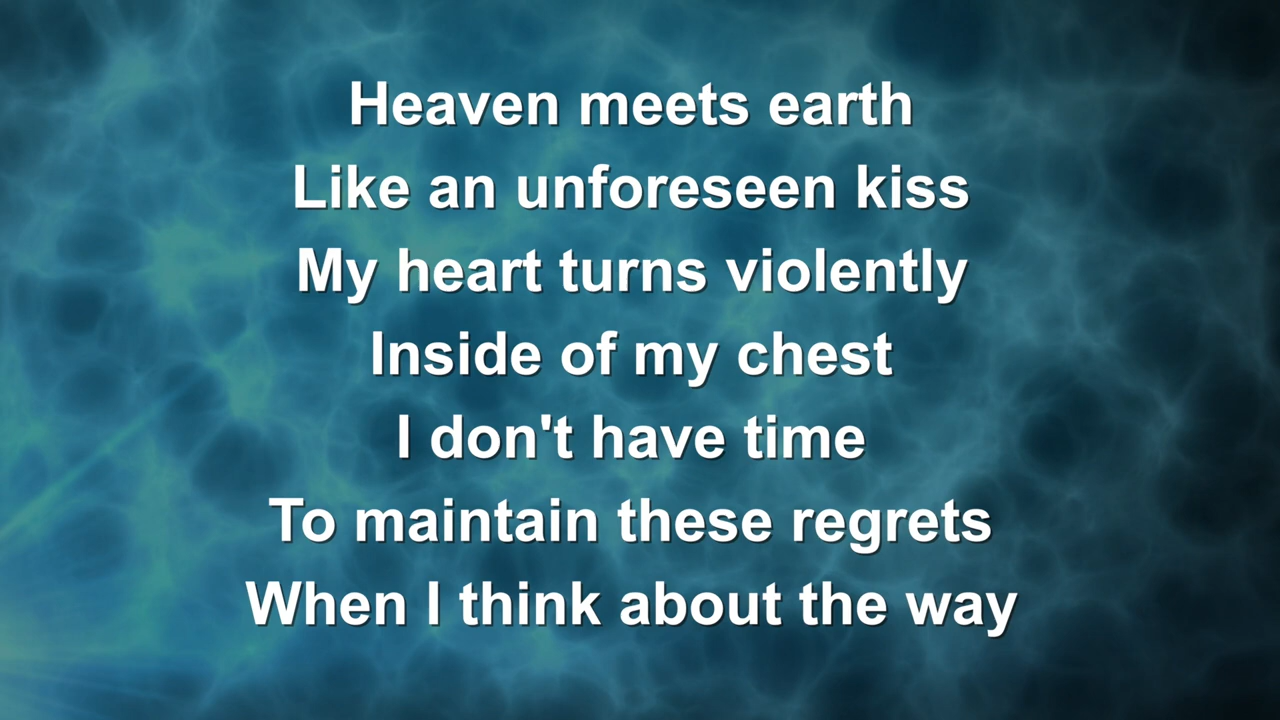 Heaven meets earth
Like an unforeseen kiss
My heart turns violently
Inside of my chest
I don't have time
To maintain these regrets
When I think about the way